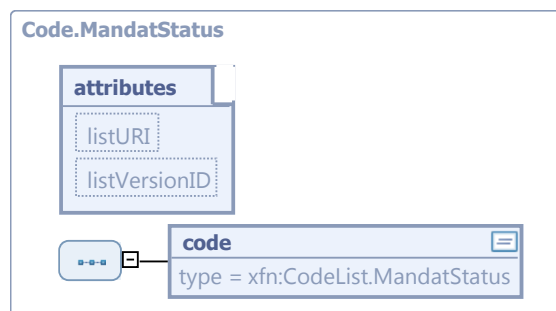 Code.MandatStatus
attributes
listURI
listVersionID
code
type = xfn:CodeList.MandatStatus